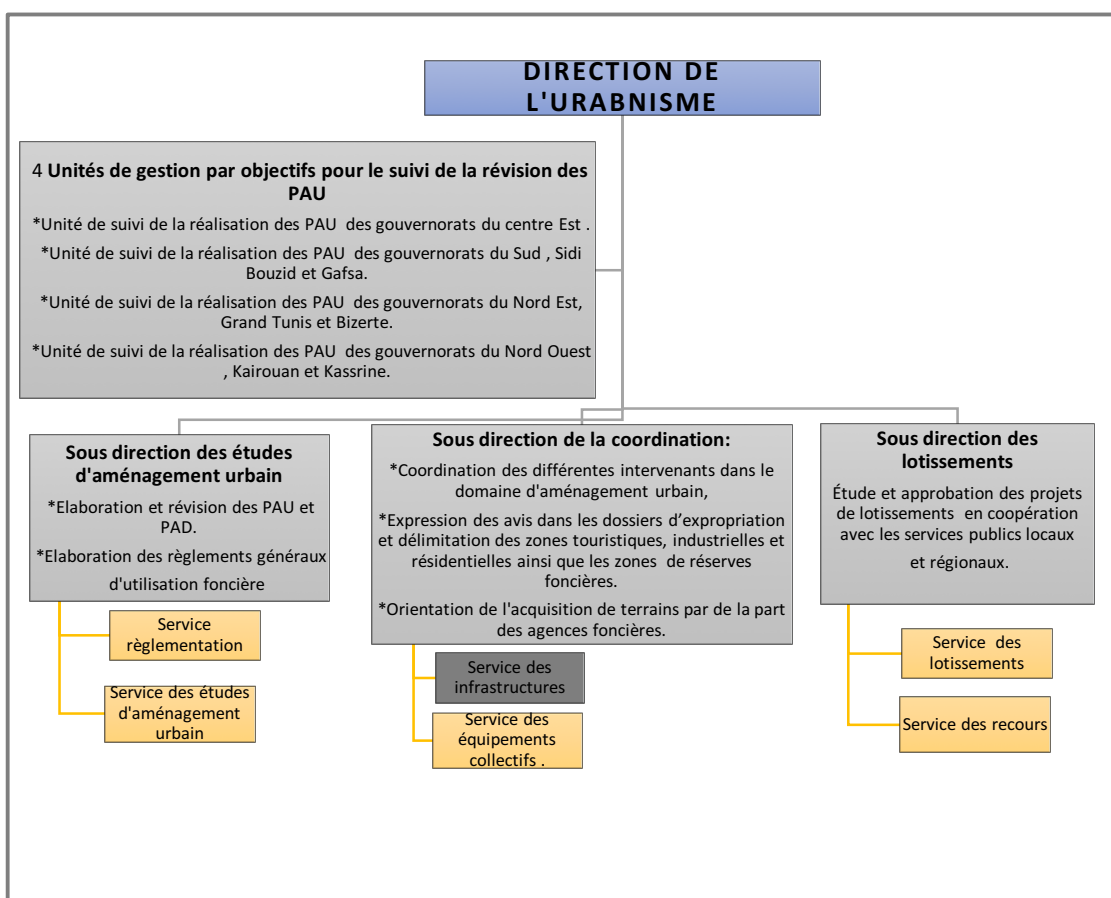 DIRECTION DE
L'URABNISME
4 Unités de gestion par objectifs pour le suivi de la révision des
PAU
*Unité de suivi de la réalisation des PAU des gouvernorats du centre Est .
*Unité de suivi de la réalisation des PAU des gouvernorats du Sud , Sidi
Bouzid et Gafsa.
*Unité de suivi de la réalisation des PAU des gouvernorats du Nord Est,
Grand Tunis et Bizerte.
*Unité de suivi de la réalisation des PAU des gouvernorats du Nord Ouest
, Kairouan et Kassrine.
Sous direction des études
d'aménagement urbain
*Elaboration et révision des PAU et
PAD.
*Elaboration des règlements généraux
d'utilisation foncière
Service
règlementation
Service des études
d'aménagement
urbain
Sous direction de la coordination:
*Coordination des différentes intervenants dans le
domaine d'aménagement urbain,
*Expression des avis dans les dossiers d’expropriation
et délimitation des zones touristiques, industrielles et
résidentielles ainsi que les zones de réserves
foncières.
*Orientation de l'acquisition de terrains par de la part
des agences foncières.
Service des
infrastructures
Service des
équipements
collectifs .
Sous direction des
lotissements
Étude et approbation des projets
de lotissements en coopération
avec les services publics locaux
et régionaux.
Service des
lotissements
Service des recours